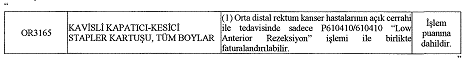 “
OR3165
KAVİSLİ KAPATICI-KESİCİ
STAPLER KARTUŞU, TÜM BOYLAR
(1) Orta distal rektum kanser hastalarının açık cerrahi
ile tedavisinde sadece P610410/610410 “Low
Anterior Rezeksiyon” işlemi ile birlikte
faturalandırılabilir.
İşlem
puanına
dahildir.
”